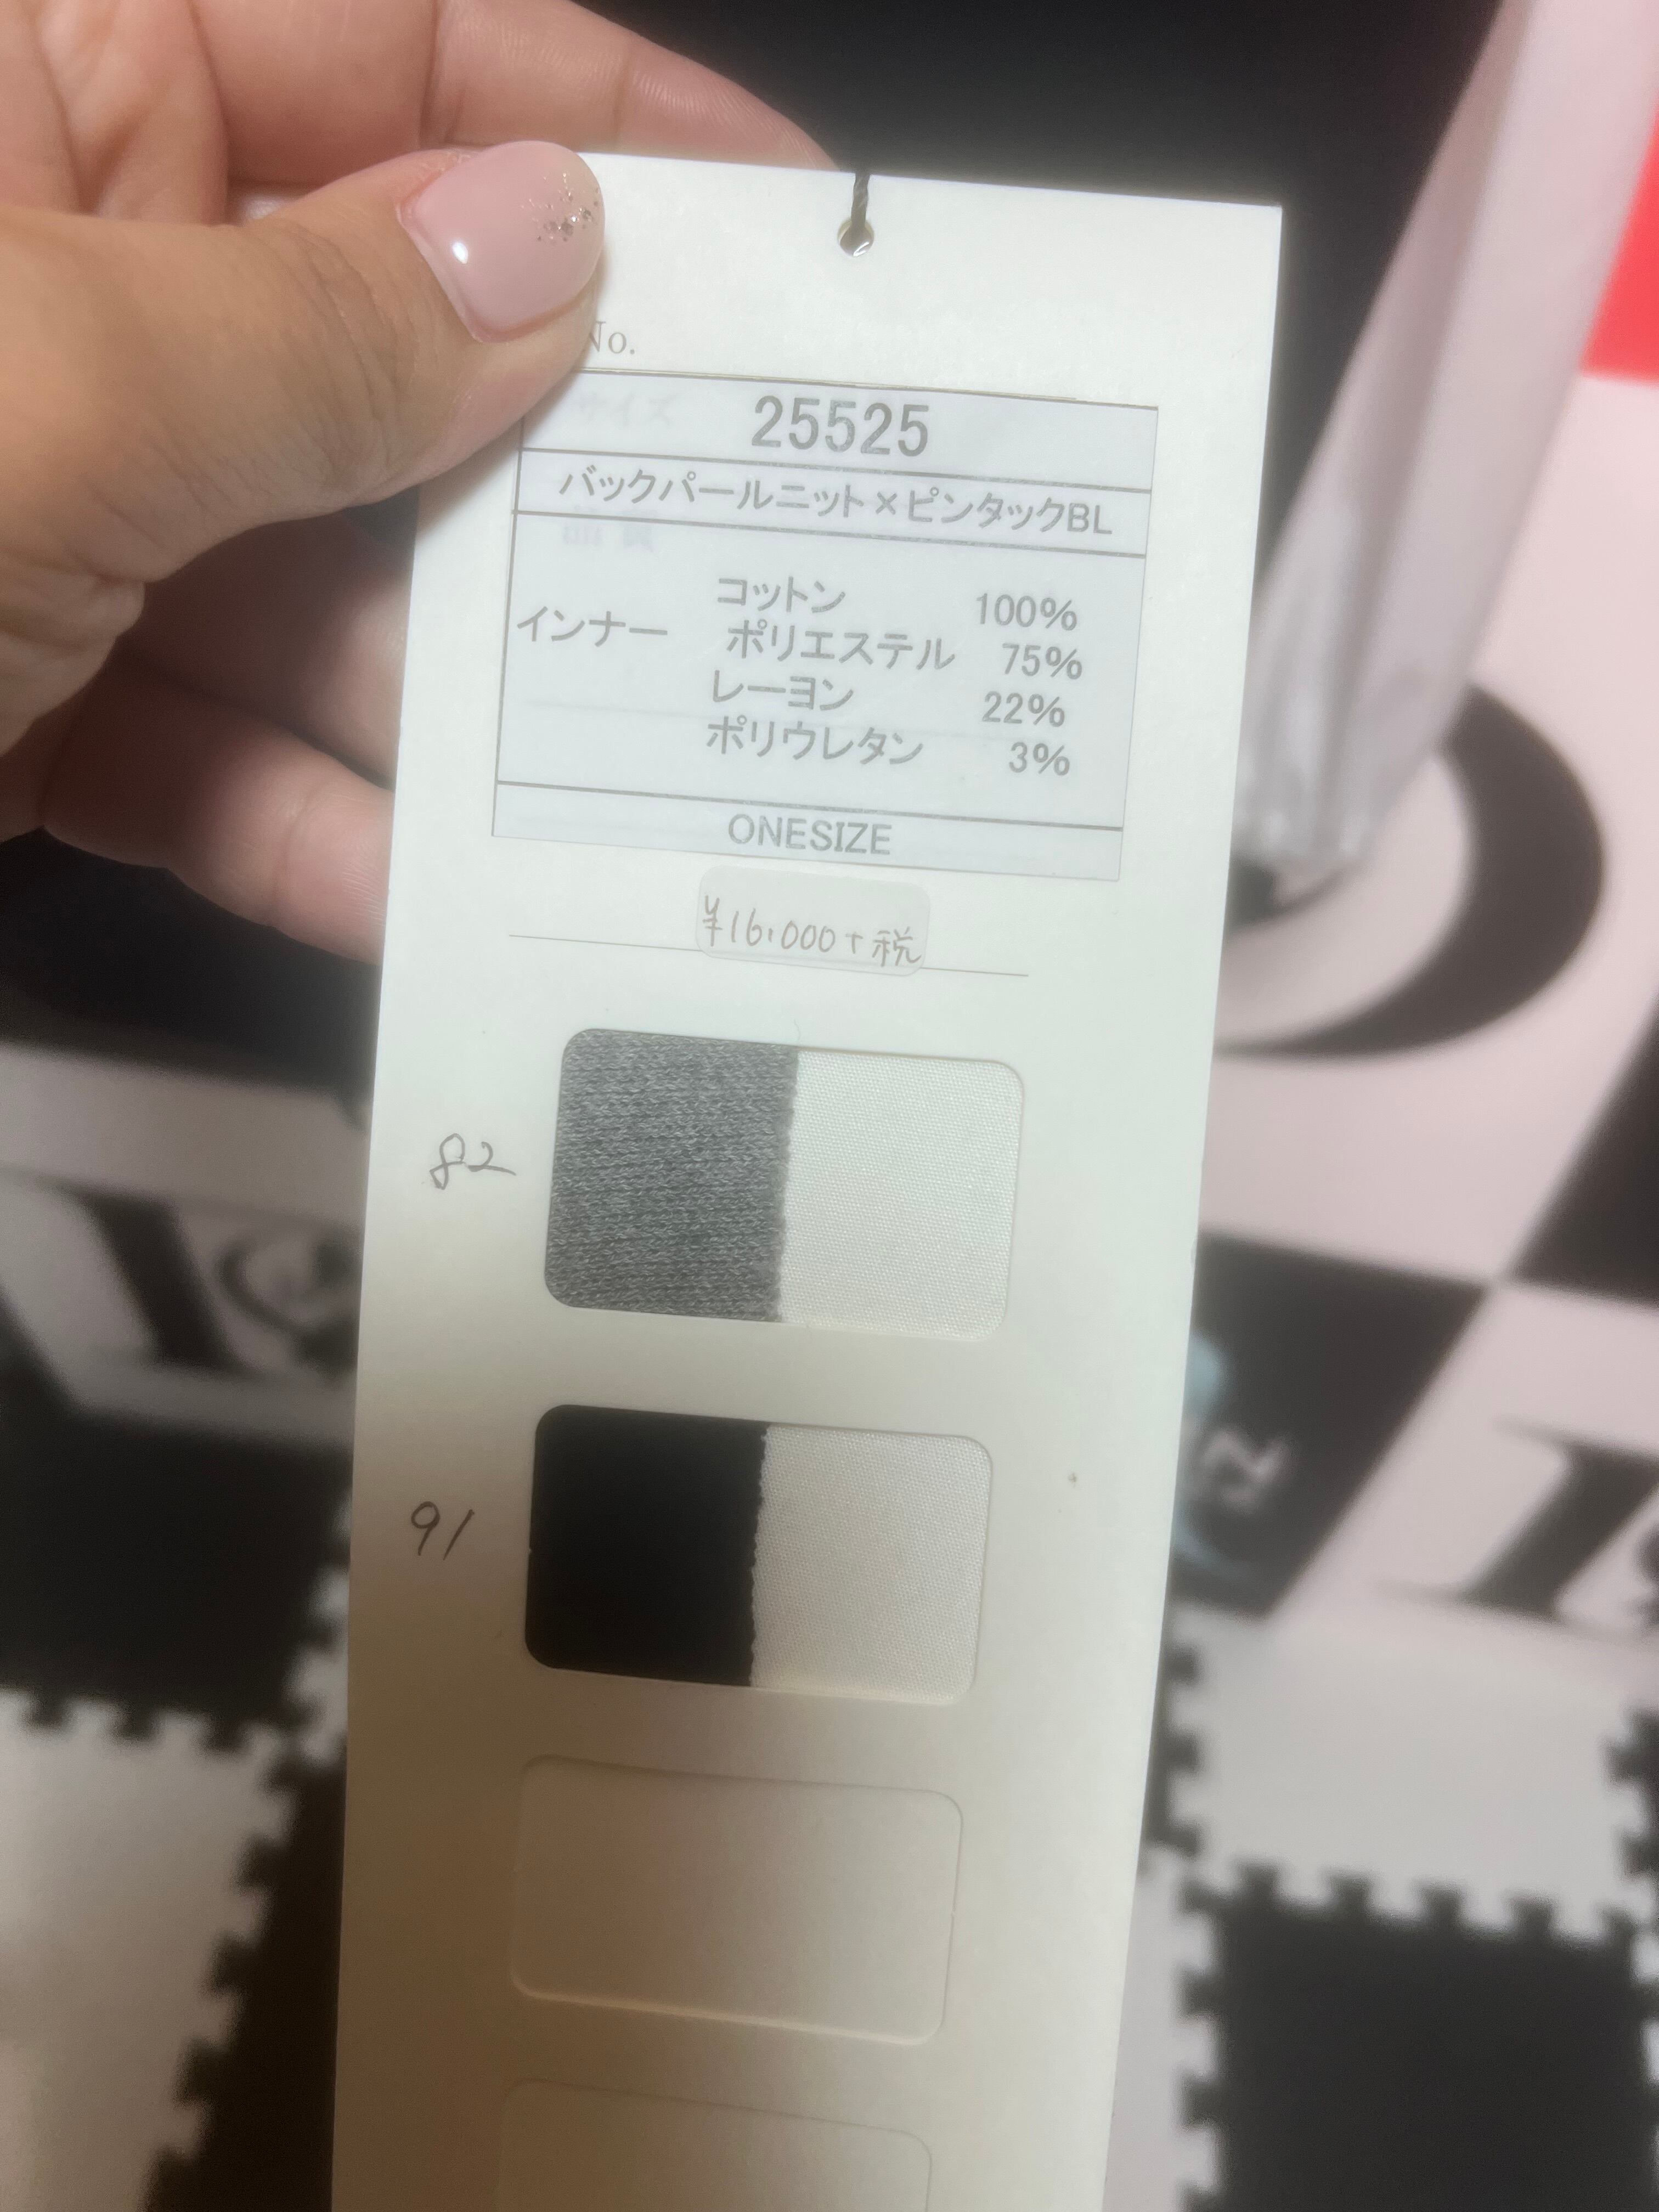 No.
サイズ
25525
バックパールニット×ピンタックBL
品質
コットン 100%
インナー ポリエステル 75%
レーヨン 22%
ポリウレタン 3%
ONESIZE
¥16,000+税
82
91